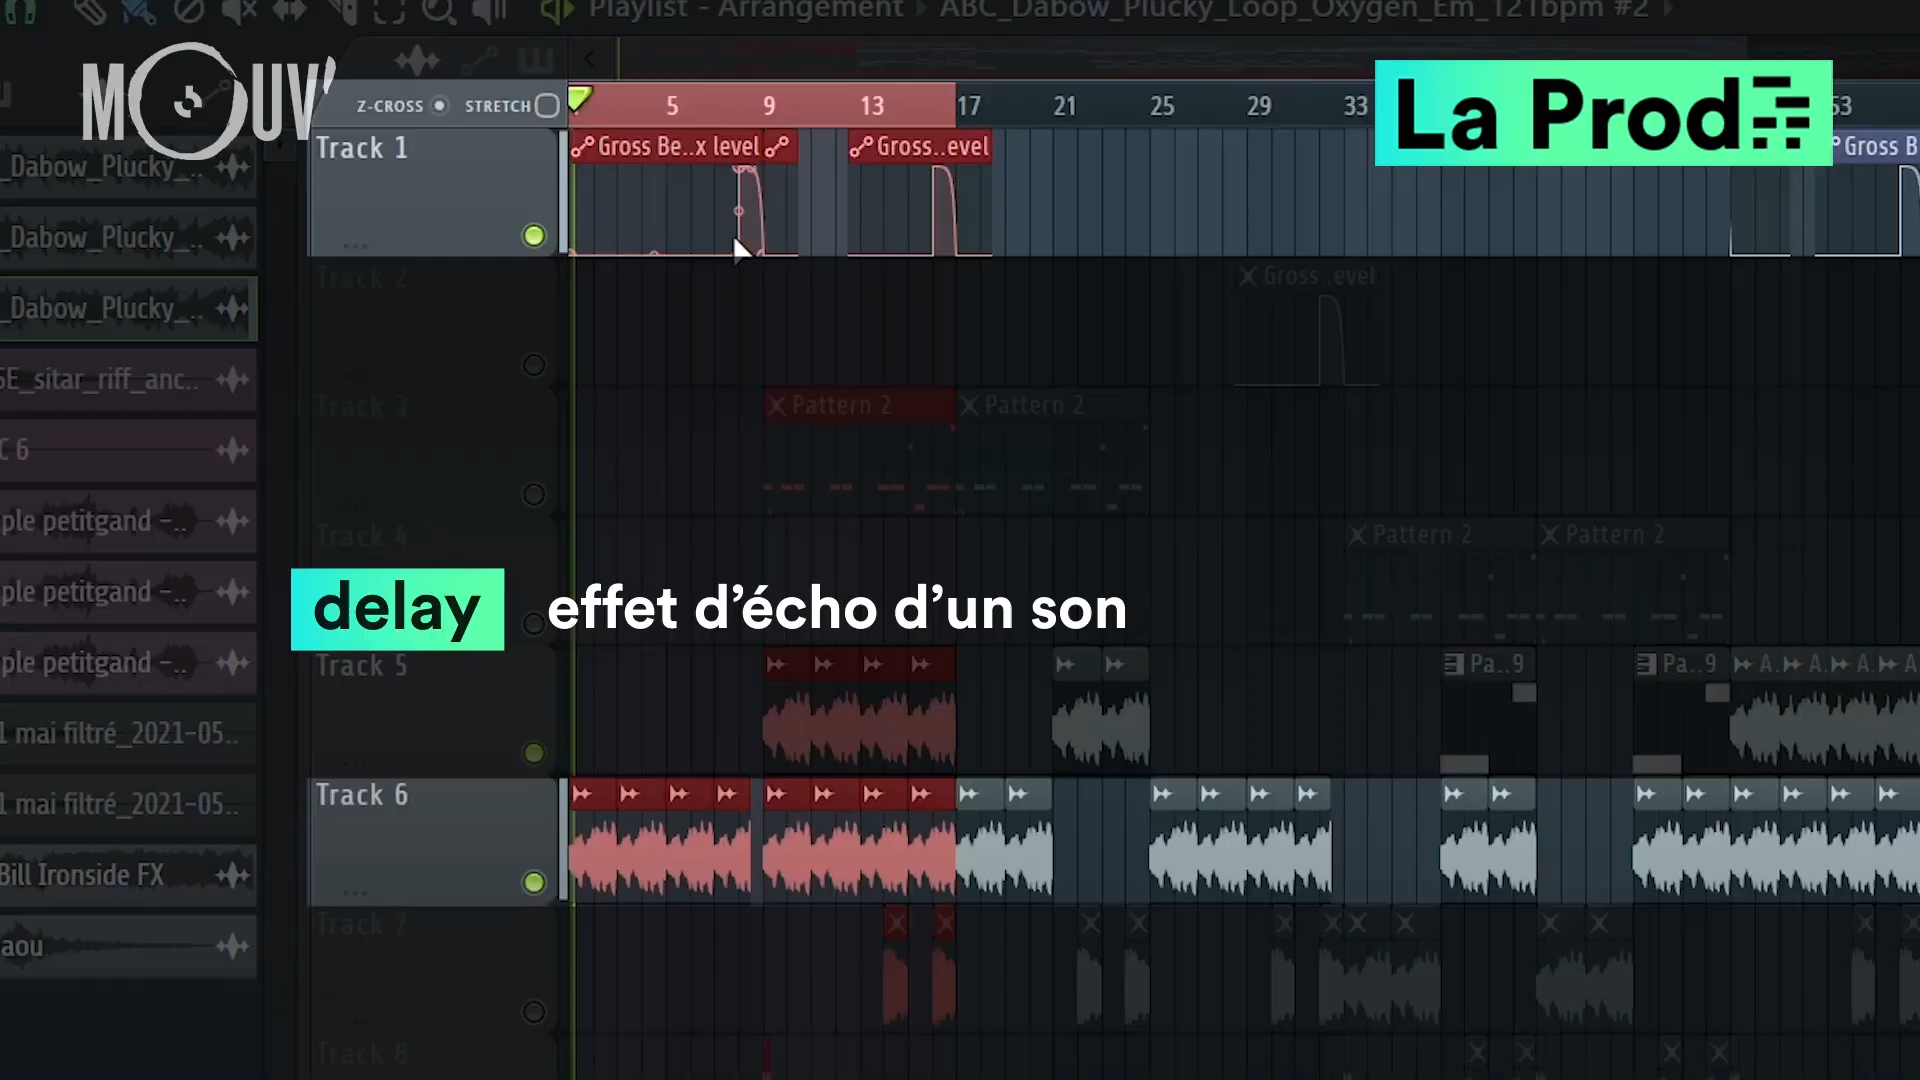 Playlist - Arrangement › ABC_Dabow_Plucky_Loop_Oxygen_Em_121bpm #2
MOUV'
La Prod
Z-CROSS STRETCH
5 9 13 17 21 25 29 33 53
Track 1
Gross Be..x level
Gross..evel
Gross B
_Dabow_Plucky_..
_Dabow_Plucky_..
_Dabow_Plucky_..
Track 2
Gross..evel
SE_sitar_riff_anc..
Track 3
Pattern 2
Pattern 2
C 6
ple petitgand -..
Track 4
Pattern 2
Pattern 2
ple petitgand -..
delay effet d'écho d'un son
ple petitgand -..
Track 5
Pa..9
Pa..9
A.
A.
A.
A
1 mai filtré_2021-05..
Track 6
1 mai filtré_2021-05..
Bill Ironside FX
Track 7
aou
Track 8